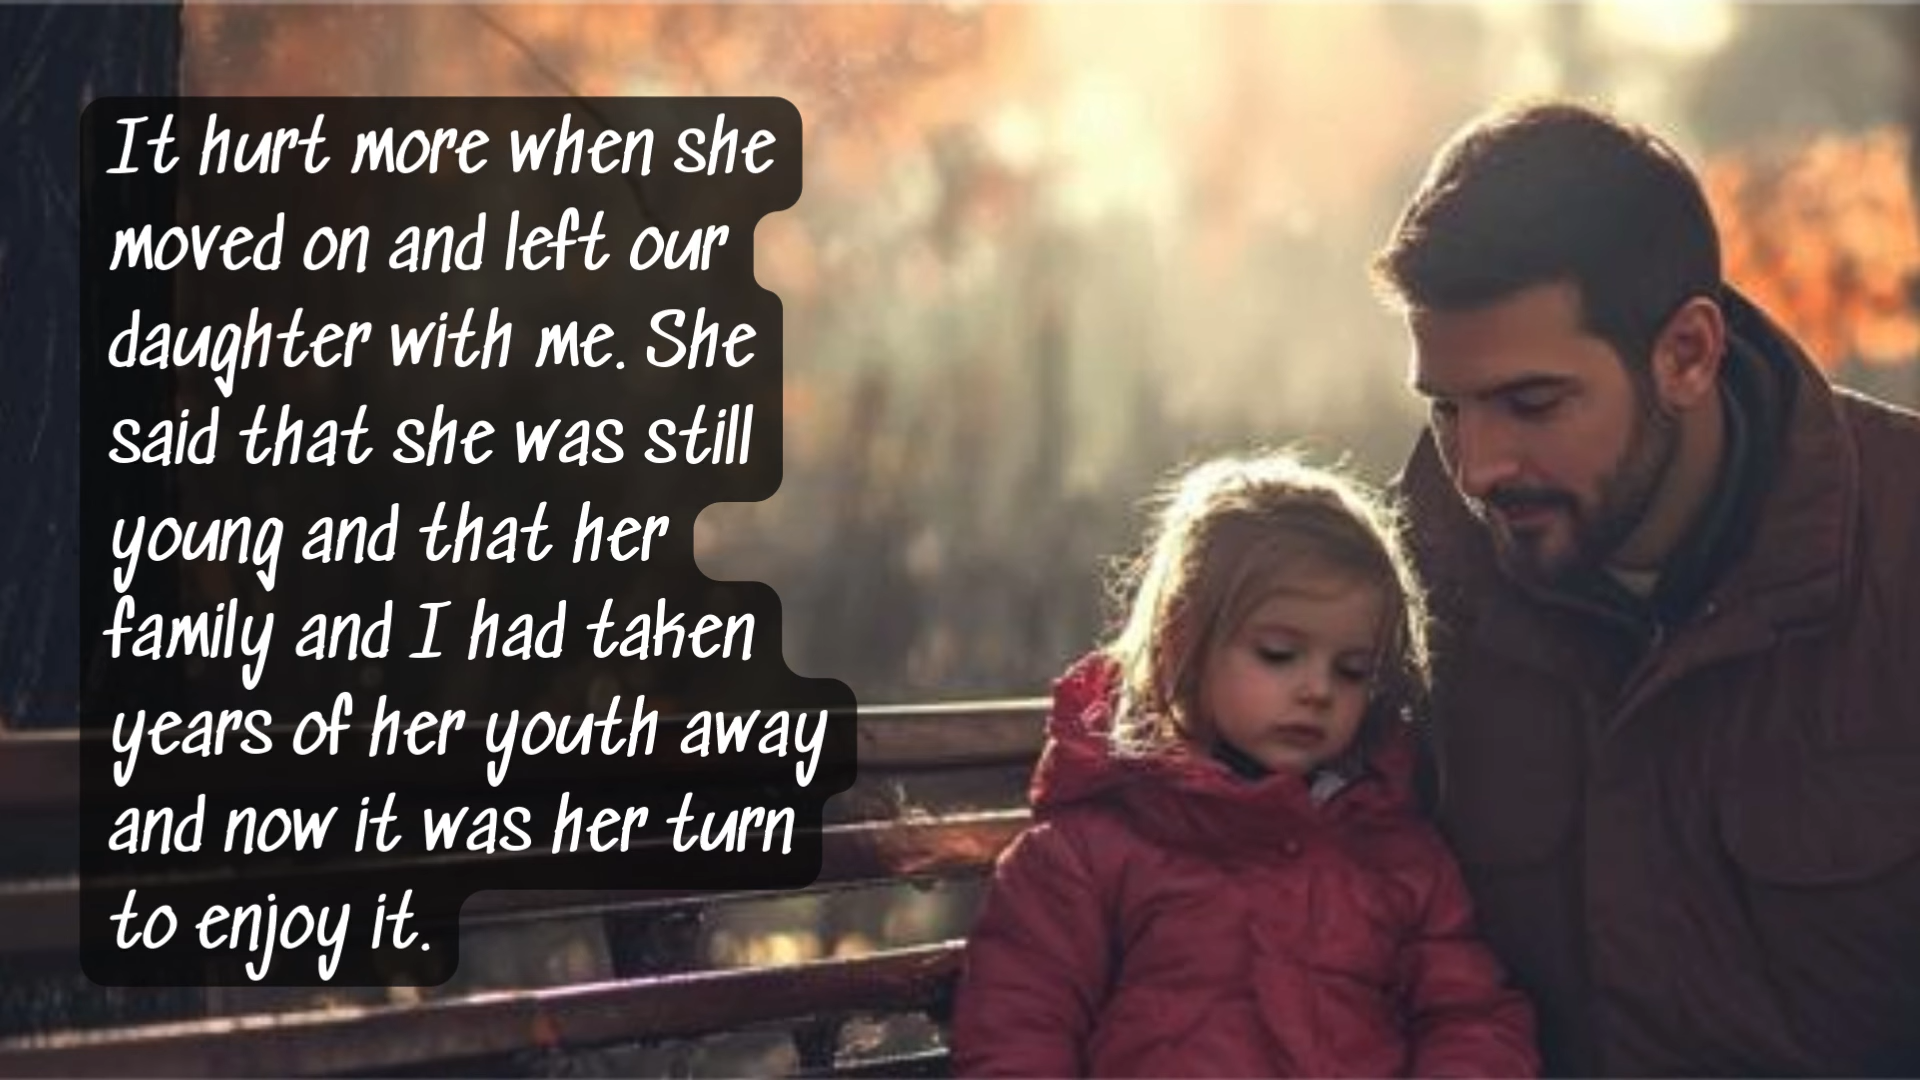 It hurt more when she
moved on and left our
daughter with me. She
said that she was still
young and that her
family and I had taken
years of her youth away
and now it was her turn
to enjoy it.